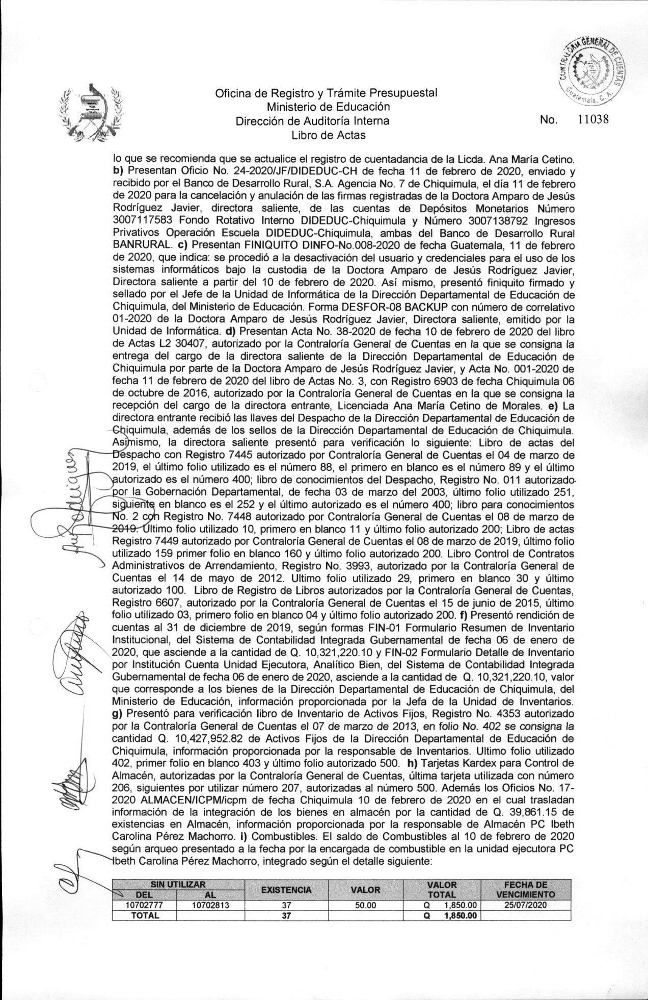 CONTRALORIA GENERAL DE CUENTAS
Guatemala, C. A.
Oficina de Registro y Trámite Presupuestal
Ministerio de Educación
Dirección de Auditoría Interna
No. 11038
Libro de Actas
lo que se recomienda que se actualice el registro de cuentadancia de la Licda. Ana María Cetino.
b) Presentan Oficio No. 24-2020/JF/DIDEDUC-CH de fecha 11 de febrero de 2020, enviado y
recibido por el Banco de Desarrollo Rural, S.A. Agencia No. 7 de Chiquimula, el día 11 de febrero
de 2020 para la cancelación y anulación de las firmas registradas de la Doctora Amparo de Jesús
Rodríguez Javier, directora saliente, de las cuentas de Depósitos Monetarios Número
3007117583 Fondo Rotativo Interno DIDEDUC-Chiquimula y Número 3007138792 Ingresos
Privativos Operación Escuela DIDEDUC-Chiquimula, ambas del Banco de Desarrollo Rural
BANRURAL. c) Presentan FINIQUITO DINFO-No.008-2020 de fecha Guatemala, 11 de febrero
de 2020, que indica: se procedió a la desactivación del usuario y credenciales para el uso de los
sistemas informáticos bajo la custodia de la Doctora Amparo de Jesús Rodríguez Javier,
Directora saliente a partir del 10 de febrero de 2020. Así mismo, presentó finiquito firmado y
sellado por el Jefe de la Unidad de Informática de la Dirección Departamental de Educación de
Chiquimula, del Ministerio de Educación. Forma DESFOR-08 BACKUP con número de correlativo
01-2020 de la Doctora Amparo de Jesús Rodríguez Javier, Directora saliente, emitido por la
Unidad de Informática. d) Presentan Acta No. 38-2020 de fecha 10 de febrero de 2020 del libro
de Actas L2 30407, autorizado por la Contraloría General de Cuentas en la que se consigna la
entrega del cargo de la directora saliente de la Dirección Departamental de Educación de
Chiquimula por parte de la Doctora Amparo de Jesús Rodríguez Javier, y Acta No. 001-2020 de
fecha 11 de febrero de 2020 del libro de Actas No. 3, con Registro 6903 de fecha Chiquimula 06
de octubre de 2016, autorizado por la Contraloría General de Cuentas en la que se consigna la
recepción del cargo de la directora entrante, Licenciada Ana María Cetino de Morales. e) La
directora entrante recibió las llaves del Despacho de la Dirección Departamental de Educación de
Chiquimula, además de los sellos de la Dirección Departamental de Educación de Chiquimula.
Asimismo, la directora saliente presentó para verificación lo siguiente: Libro de actas del
Despacho con Registro 7445 autorizado por Contraloría General de Cuentas el 04 de marzo de
2019, el último folio utilizado es el número 88, el primero en blanco es el número 89 y el último
autorizado es el número 400; libro de conocimientos del Despacho, Registro No. 011 autorizado
por la Gobernación Departamental, de fecha 03 de marzo del 2003, último folio utilizado 251,
siguiente en blanco es el 252 y el último autorizado es el número 400; libro para conocimientos
No. 2 con Registro No. 7448 autorizado por Contraloría General de Cuentas el 08 de marzo de
2019. Ultimo folio utilizado 10, primero en blanco 11 y último folio autorizado 200; Libro de actas
Registro 7449 autorizado por Contraloría General de Cuentas el 08 de marzo de 2019, último folio
utilizado 159 primer folio en blanco 160 y último folio autorizado 200. Libro Control de Contratos
Administrativos de Arrendamiento, Registro No. 3993, autorizado por la Contraloría General de
Cuentas el 14 de mayo de 2012. Ultimo folio utilizado 29, primero en blanco 30 y último
autorizado 100. Libro de Registro de Libros autorizados por la Contraloría General de Cuentas,
Registro 6607, autorizado por la Contraloría General de Cuentas el 15 de junio de 2015, último
folio utilizado 03, primero folio en blanco 04 y último folio autorizado 200. f) Presentó rendición de
cuentas al 31 de diciembre de 2019, según formas FIN-01 Formulario Resumen de Inventario
Institucional, del Sistema de Contabilidad Integrada Gubernamental de fecha 06 de enero de
2020, que asciende a la cantidad de Q. 10,321,220.10 y FIN-02 Formulario Detalle de Inventario
por Institución Cuenta Unidad Ejecutora, Analítico Bien, del Sistema de Contabilidad Integrada
Gubernamental de fecha 06 de enero de 2020, asciende a la cantidad de Q. 10,321,220.10, valor
que corresponde a los bienes de la Dirección Departamental de Educación de Chiquimula, del
Ministerio de Educación, información proporcionada por la Jefa de la Unidad de Inventarios.
g) Presentó para verificación libro de Inventario de Activos Fijos, Registro No. 4353 autorizado
por la Contraloría General de Cuentas el 07 de marzo de 2013, en folio No. 402 se consigna la
cantidad Q. 10,427,952.82 de Activos Fijos de la Dirección Departamental de Educación de
Chiquimula, información proporcionada por la responsable de Inventarios. Ultimo folio utilizado
402, primer folio en blanco 403 y último folio autorizado 500. h) Tarjetas Kardex para Control de
Almacén, autorizadas por la Contraloría General de Cuentas, última tarjeta utilizada con número
206, siguientes por utilizar número 207, autorizadas al número 500. Además los Oficios No. 17-
2020 ALMACEN/ICPM/icpm de fecha Chiquimula 10 de febrero de 2020 en el cual trasladan
información de la integración de los bienes en almacén por la cantidad de Q. 39,861.15 de
existencias en Almacén, información proporcionada por la responsable de Almacén PC Ibeth
Carolina Pérez Machorro. i) Combustibles. El saldo de Combustibles al 10 de febrero de 2020
según arqueo presentado a la fecha por la encargada de combustible en la unidad ejecutora PC
Ibeth Carolina Pérez Machorro, integrado según el detalle siguiente:
SIN UTILIZAR EXISTENCIA VALOR VALOR TOTAL FECHA DE VENCIMIENTO
DEL AL
10702777 10702813 37 50.00 Q 1,850.00 25/07/2020
TOTAL 37 Q 1,850.00